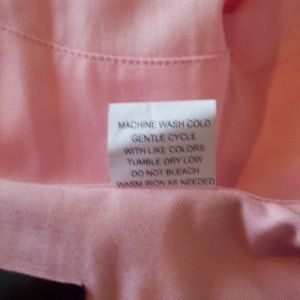 MACHINE WASH COLD
GENTLE CYCLE
WITH LIKE COLORS
TUMBLE DRY LOW
DO NOT BLEACH
WARM IRON AS NEEDED